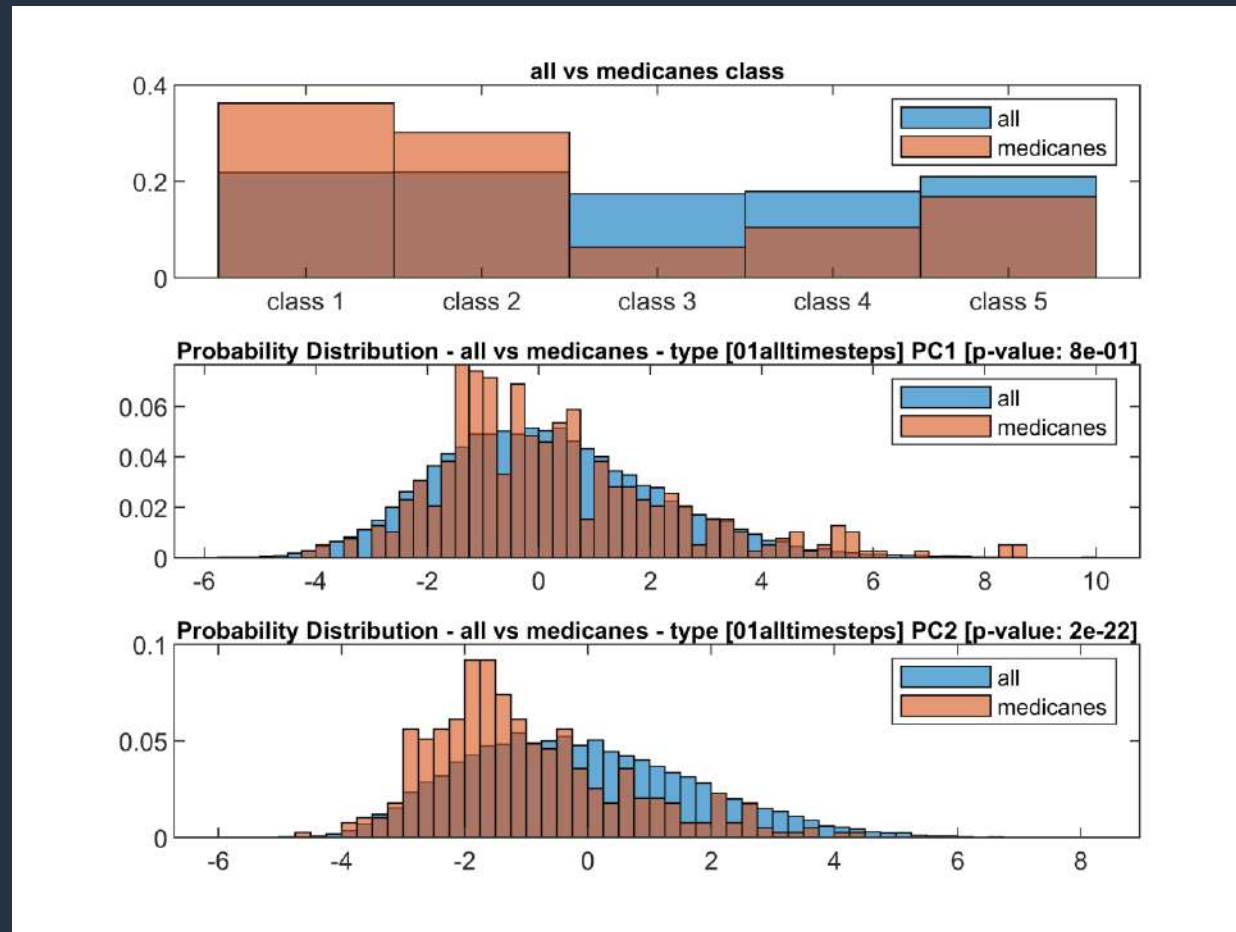 all vs medicanes class
0.4
0.2
0
all
medicanes
class 1 class 2 class 3 class 4 class 5
Probability Distribution - all vs medicanes - type [01alltimesteps] PC1 [p-value: 8e-01]
0.06
0.04
0.02
0
all
medicanes
-6 -4 -2 0 2 4 6 8 10
Probability Distribution - all vs medicanes - type [01alltimesteps] PC2 [p-value: 2e-22]
0.1
0.05
0
all
medicanes
-6 -4 -2 0 2 4 6 8